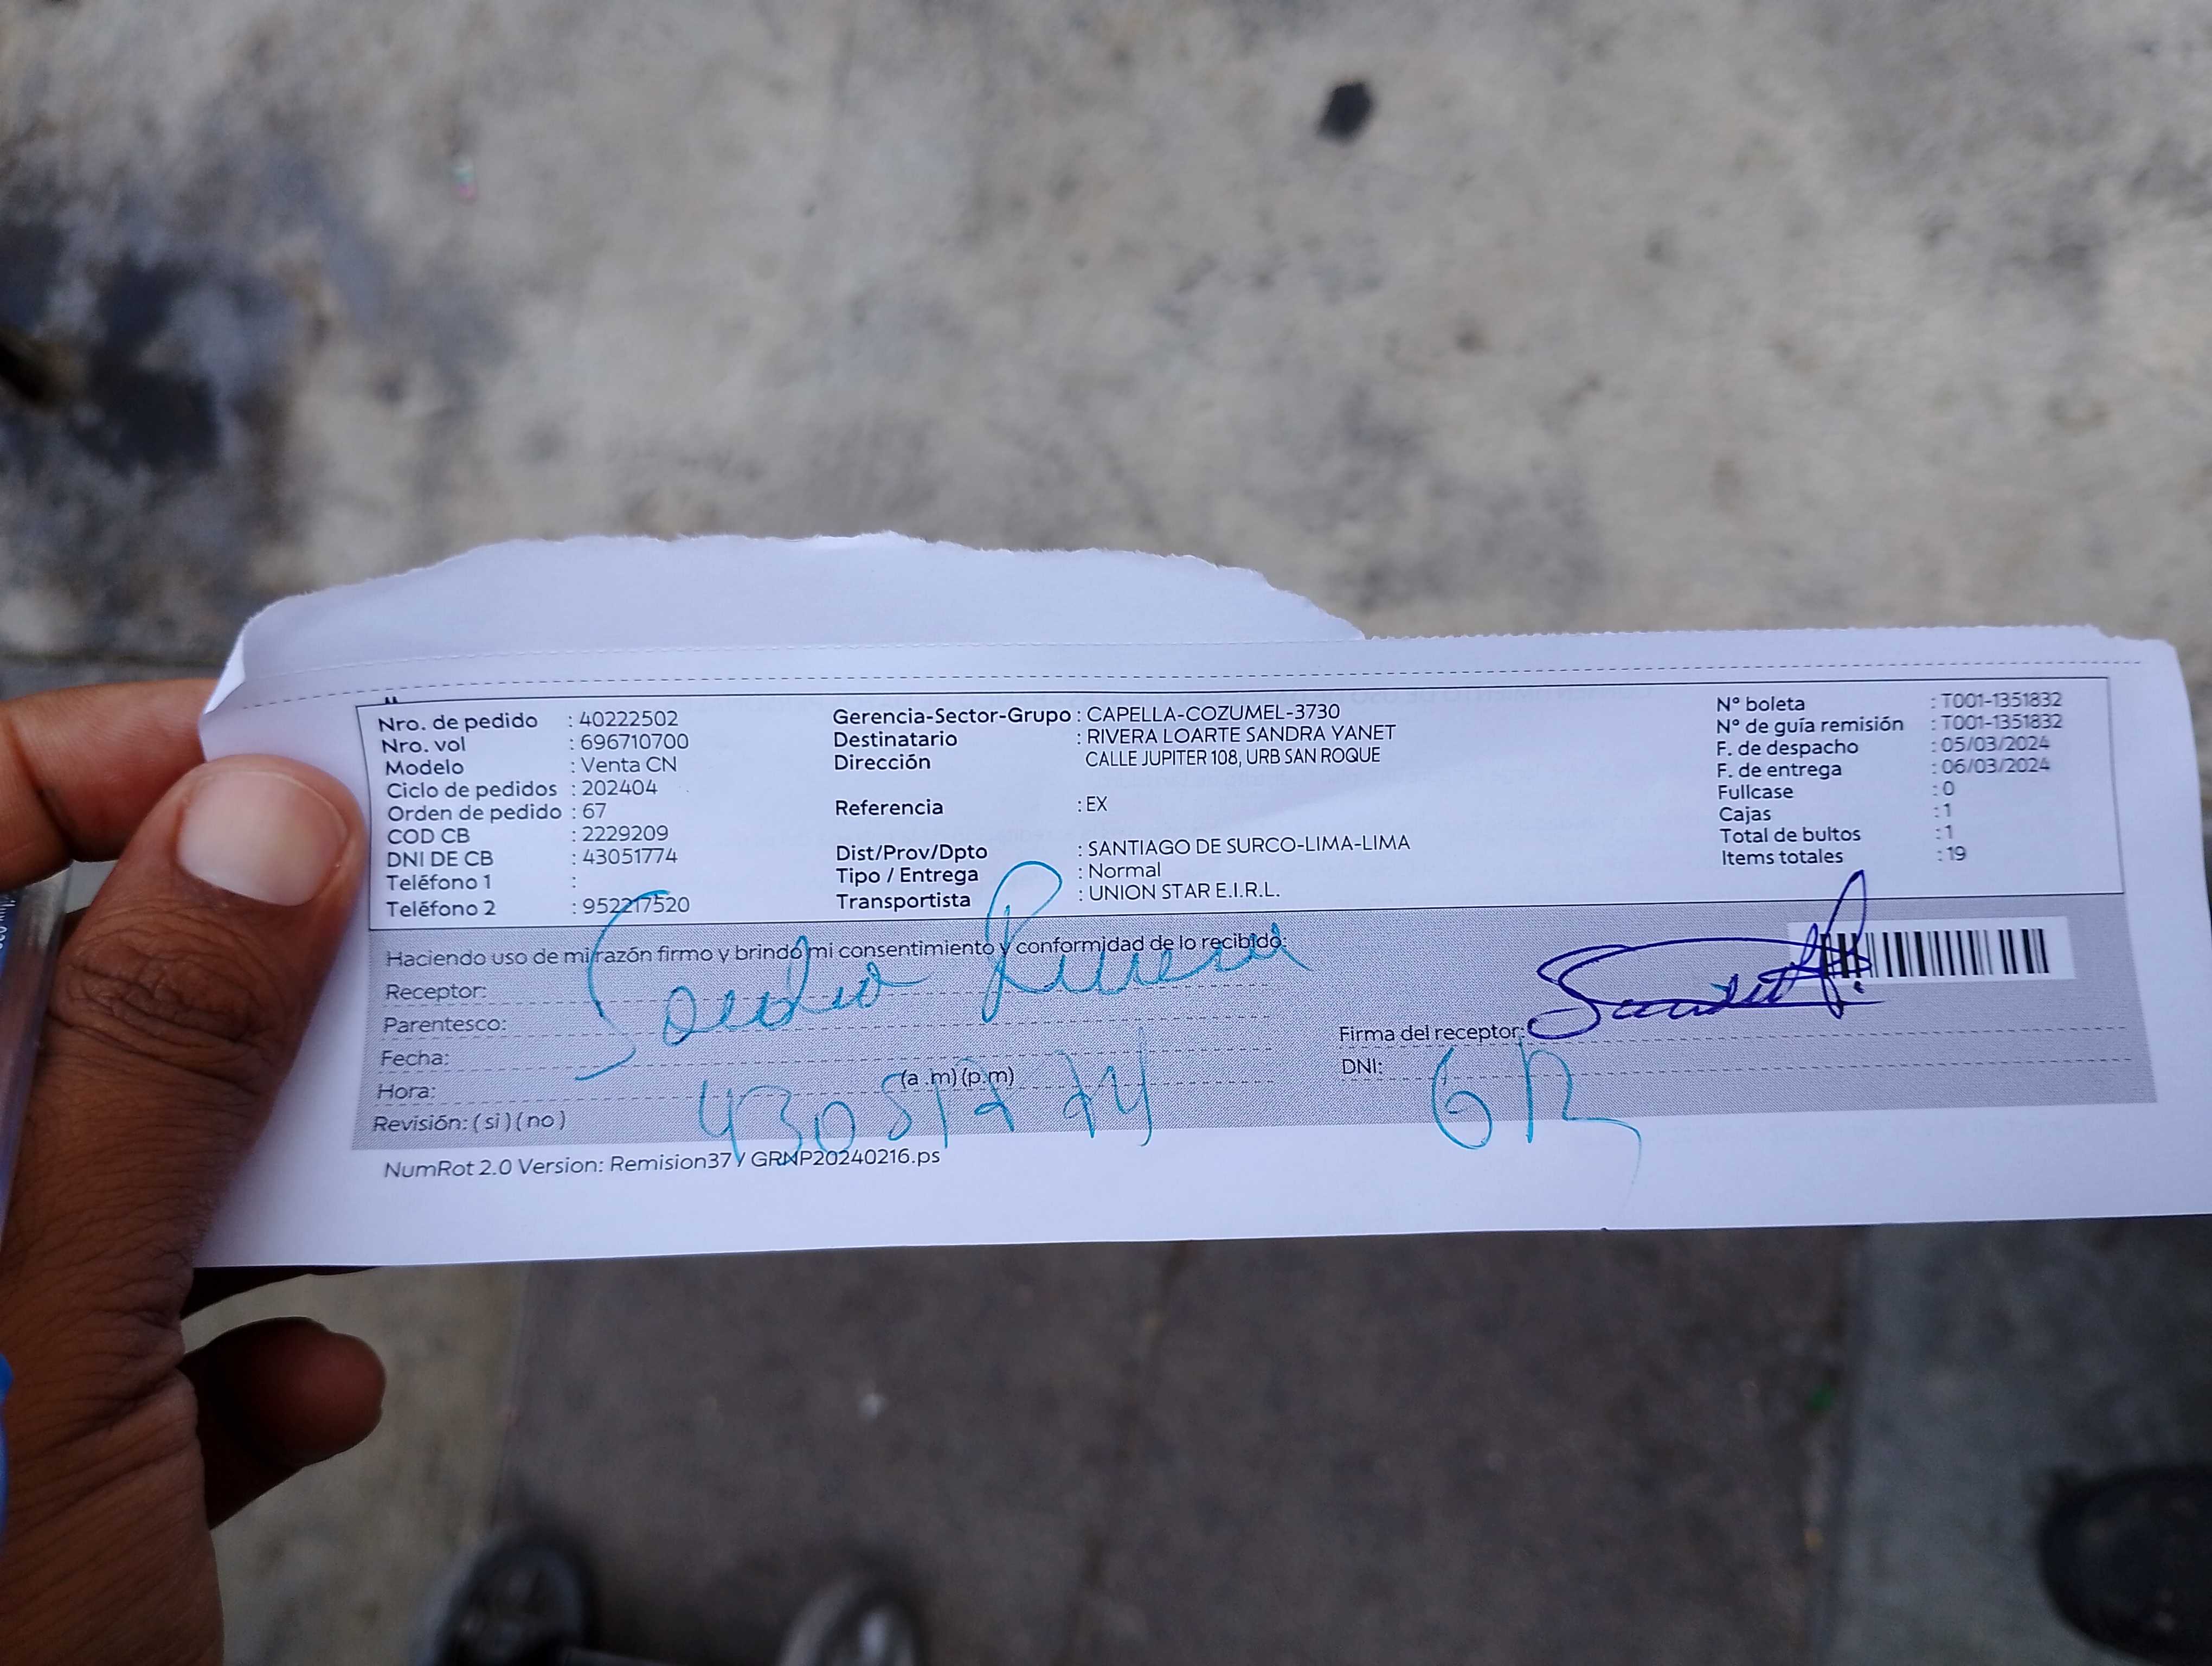 Nro. de pedido : 40222502
Nro. vol : 696710700
Modelo : Venta CN
Ciclo de pedidos : 202404
Orden de pedido : 67
COD CB : 2229209
DNI DE CB : 43051774
Teléfono 1 :
Teléfono 2 : 952217520
Gerencia-Sector-Grupo : CAPELLA-COZUMEL-3730
Destinatario : RIVERA LOARTE SANDRA YANET
Dirección CALLE JUPITER 108, URB SAN ROQUE
Referencia : EX
Dist/Prov/Dpto : SANTIAGO DE SURCO-LIMA-LIMA
Tipo / Entrega : Normal
Transportista : UNION STAR E.I.R.L.
N° boleta : T001-1351832
N° de guía remisión : T001-1351832
F. de despacho : 05/03/2024
F. de entrega : 06/03/2024
Fullcase : 0
Cajas : 1
Total de bultos : 1
Items totales : 19
Haciendo uso de mi razón firmo y brindo mi consentimiento y conformidad de lo recibido:
Receptor: Sandra Rivera
Parentesco:
Fecha:
Hora: (a .m) (p.m)
43051774
Revisión: ( si ) ( no )
Firma del receptor:
DNI:
NumRot 2.0 Version: Remision37 / GRNP20240216.ps